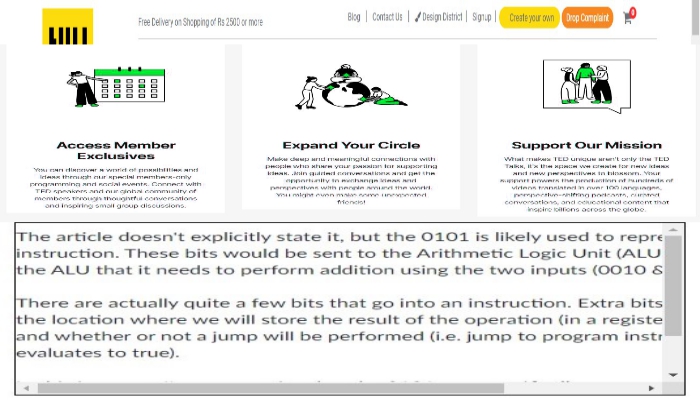 Free Delivery on Shopping of Rs 2500 or more
Blog | Contact Us | Design District | Signup | Create your own Drop Complaint 0
Access Member
Exclusives
You can discover a world of possibilities and
ideas through our special members-only
programming and social events. Connect with
TED speakers and our global community of
members through thoughtful conversations
and inspiring small group discussions.
Expand Your Circle
Make deep and meaningful connections with
people who share your passion for supporting
ideas. Join guided conversations and get the
opportunity to exchange ideas and
perspectives with people around the world.
You might even make some unexpected
friends!
Support Our Mission
What makes TED unique aren't only the TED
Talks, it's the space we create for new ideas
and new perspectives to blossom. Your
support powers the production of hundreds of
videos translated in over 100 languages,
perspective-shifting podcasts, curated
conversations, and educational content that
inspire billions across the globe.
The article doesn't explicitly state it, but the 0101 is likely used to repre
instruction. These bits would be sent to the Arithmetic Logic Unit (ALU
the ALU that it needs to perform addition using the two inputs (0010 &
There are actually quite a few bits that go into an instruction. Extra bits
the location where we will store the result of the operation (in a registe
and whether or not a jump will be performed (i.e. jump to program instr
evaluates to true).